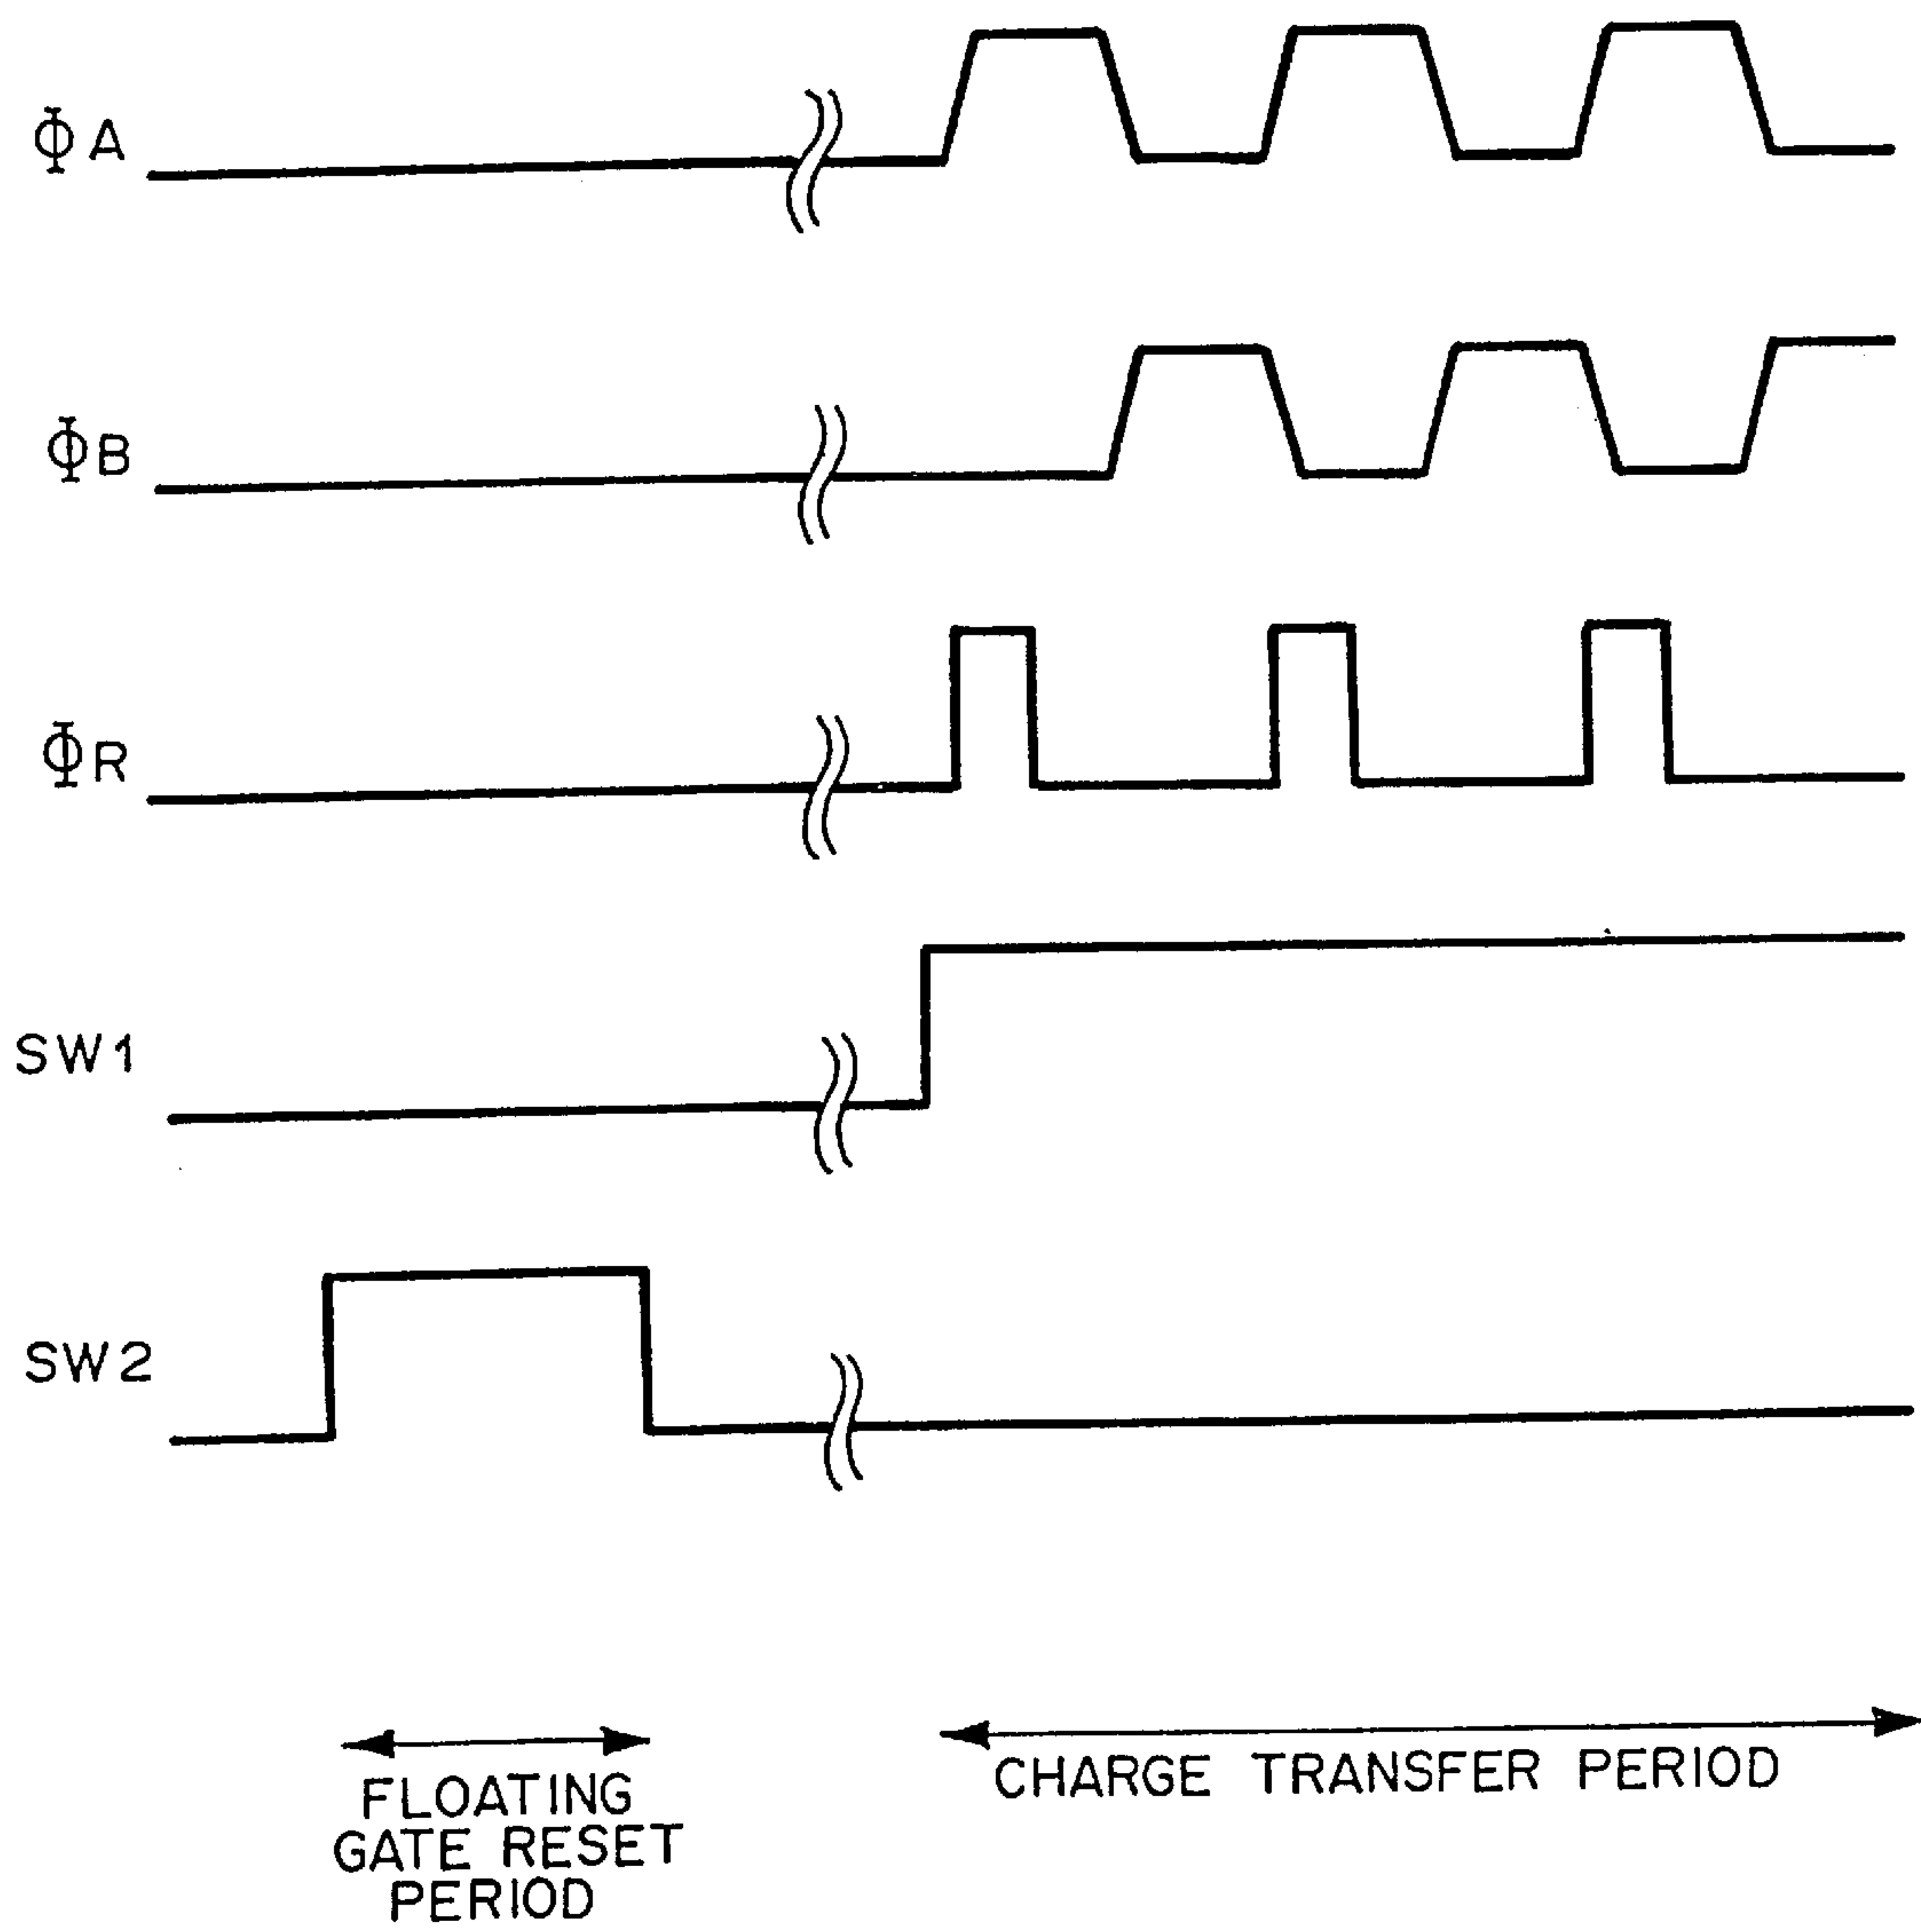 ΦA
ΦB
ΦR
SW1
SW2
FLOATING
GATE RESET
PERIOD
CHARGE TRANSFER PERIOD